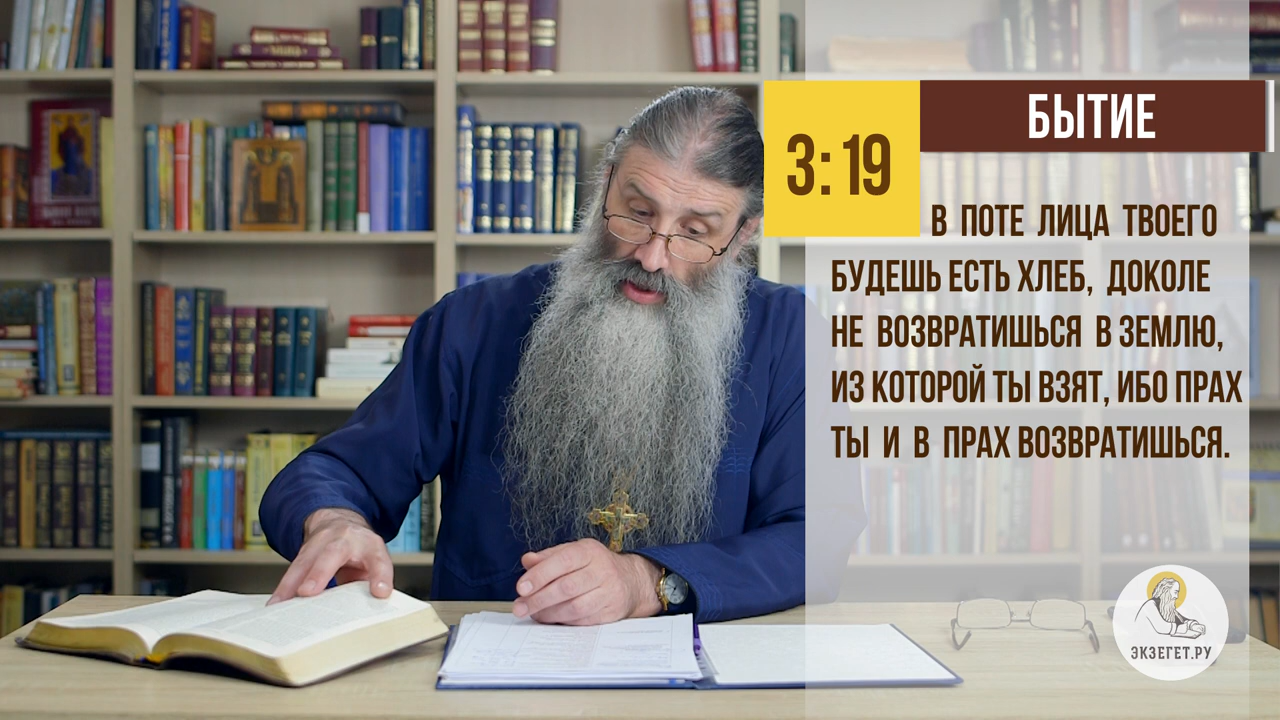 БЫТИЕ
3:19
В ПОТЕ ЛИЦА ТВОЕГО
БУДЕШЬ ЕСТЬ ХЛЕБ, ДОКОЛЕ
НЕ ВОЗВРАТИШЬСЯ В ЗЕМЛЮ,
ИЗ КОТОРОЙ ТЫ ВЗЯТ, ИБО ПРАХ
ТЫ И В ПРАХ ВОЗВРАТИШЬСЯ.
ЭКЗЕГЕТ.РУ